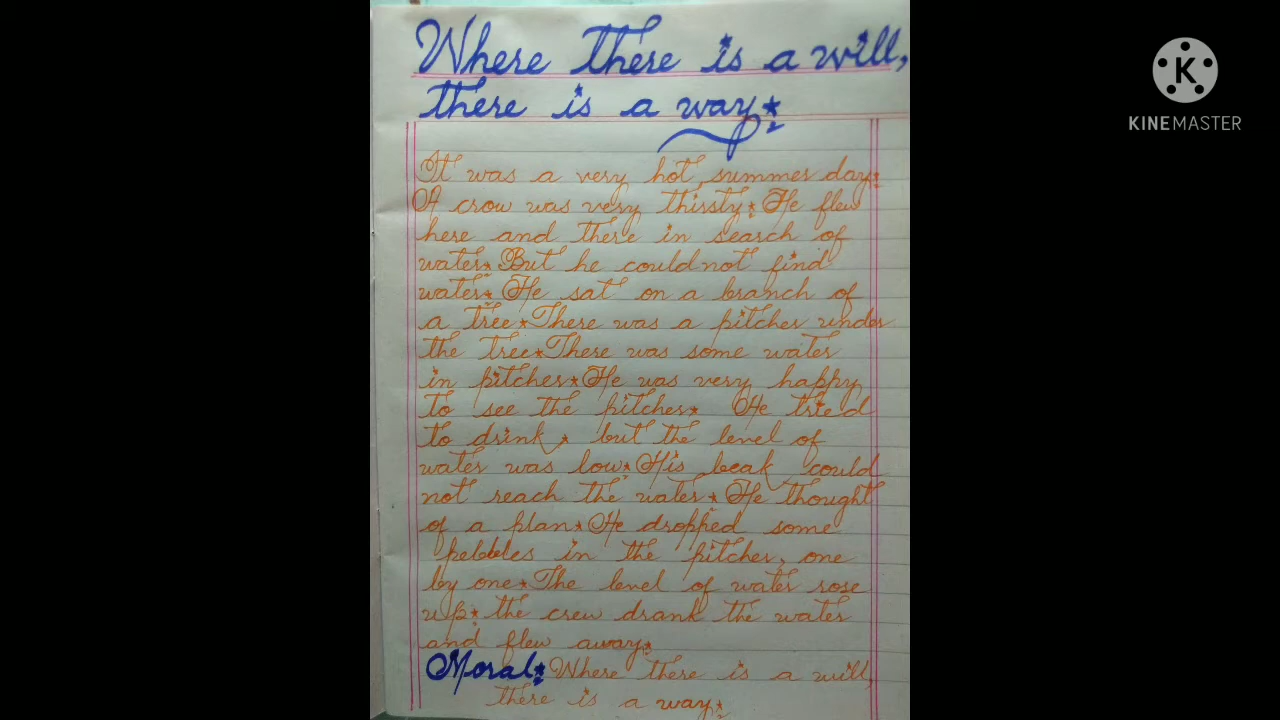 Where there is a will,
there is a way.
It was a very hot, summer day.
A crow was very thirsty. He flew
here and there in search of
water. But he could not find
water. He sat on a branch of
a tree. There was a pitcher under
the tree. There was some water
in pitcher. He was very happy
to see the pitcher. He tried
to drink, but the level of
water was low. His beak could
not reach the water. He thought
of a plan. He dropped some
pebbles in the pitcher, one
by one. The level of water rose
up. the crew drank the water
and flew away.
Moral. Where there is a will,
there is a way.
KINEMASTER